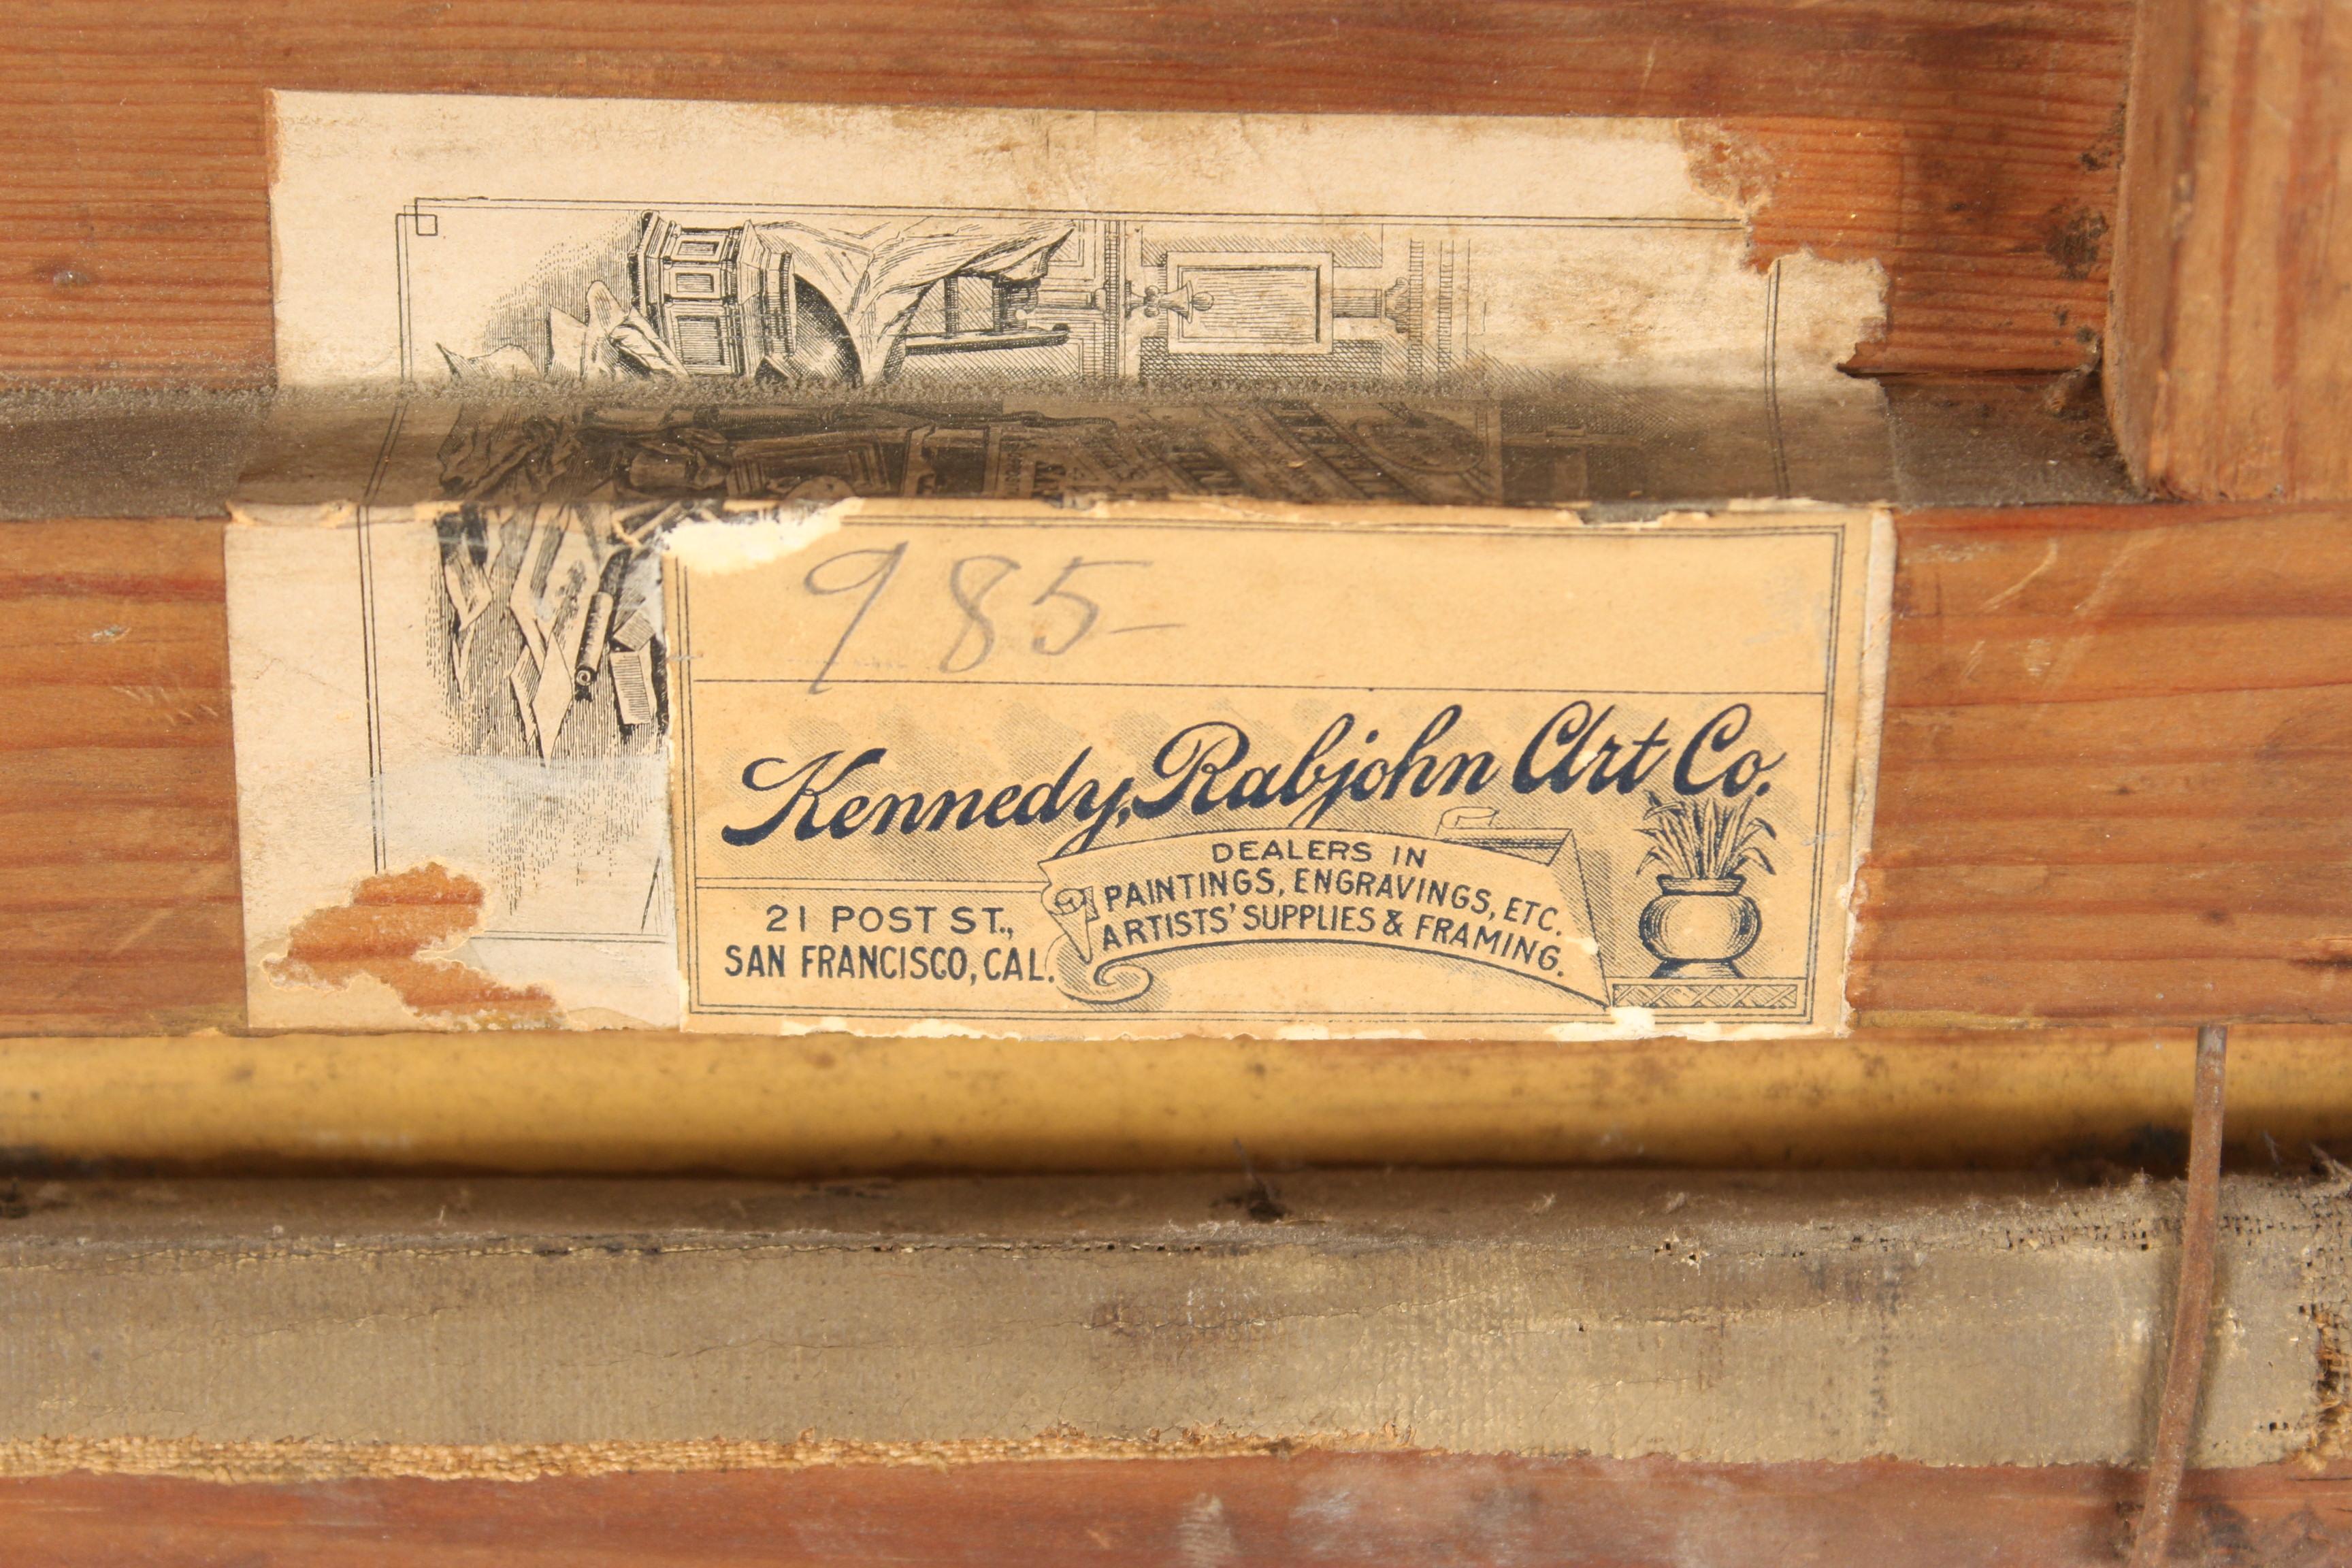 985-
Kennedy, Rabjohn Art Co.
DEALERS IN
PAINTINGS, ENGRAVINGS, ETC.
ARTISTS' SUPPLIES & FRAMING.
21 POST ST.,
SAN FRANCISCO, CAL.